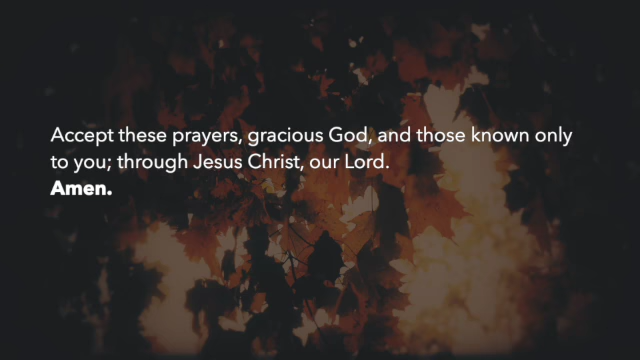 Accept these prayers, gracious God, and those known only
to you; through Jesus Christ, our Lord.
Amen.